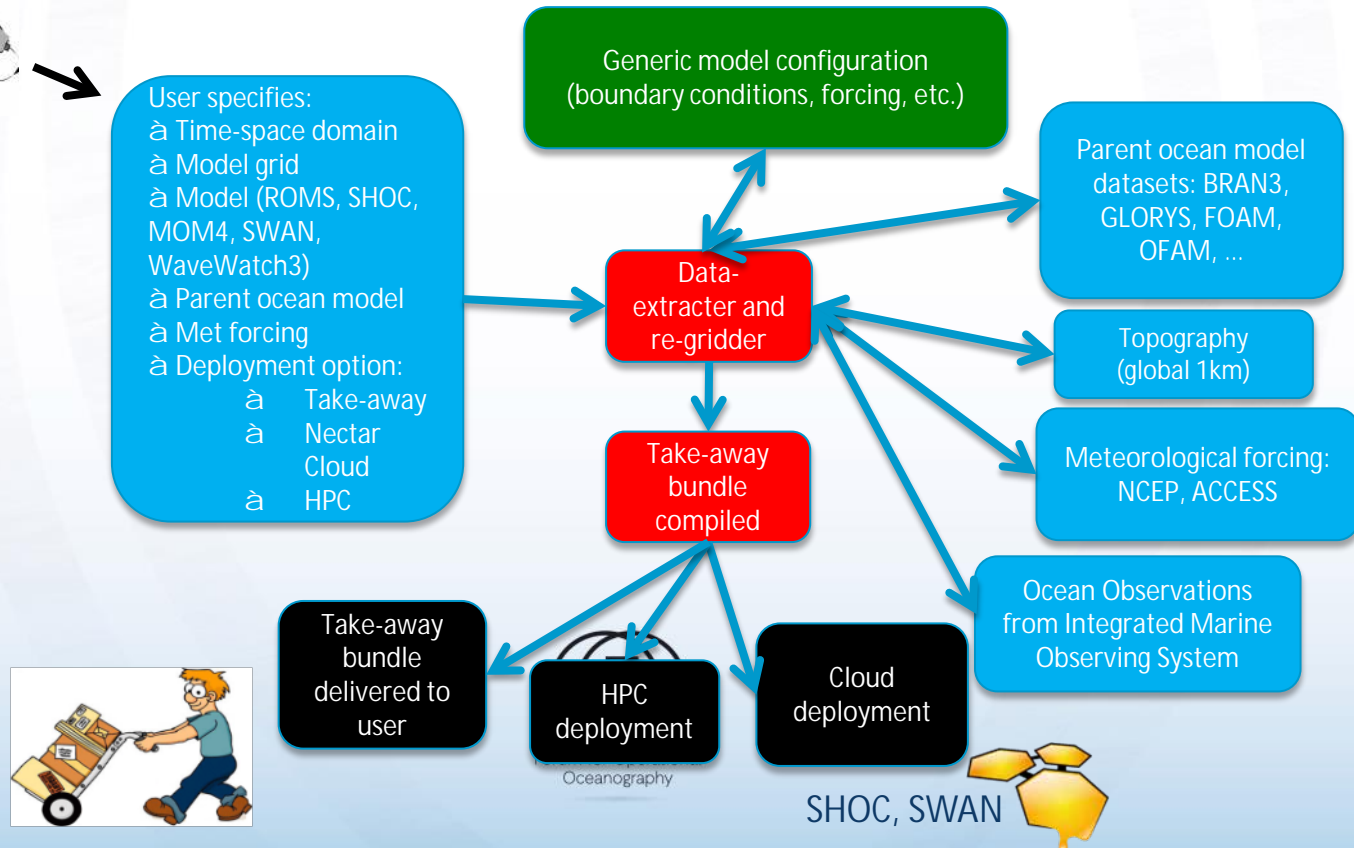 Generic model configuration
(boundary conditions, forcing, etc.)
User specifies:
à Time-space domain
à Model grid
à Model (ROMS, SHOC,
MOM4, SWAN,
WaveWatch3)
à Parent ocean model
à Met forcing
à Deployment option:
à Take-away
à Nectar
Cloud
à HPC
Data-
extracter and
re-gridder
Parent ocean model
datasets: BRAN3,
GLORYS, FOAM,
OFAM, ...
Topography
(global 1km)
Meteorological forcing:
NCEP, ACCESS
Ocean Observations
from Integrated Marine
Observing System
Take-away
bundle
compiled
Take-away
bundle
delivered to
user
HPC
deployment
Cloud
deployment
Oceanography
SHOC, SWAN